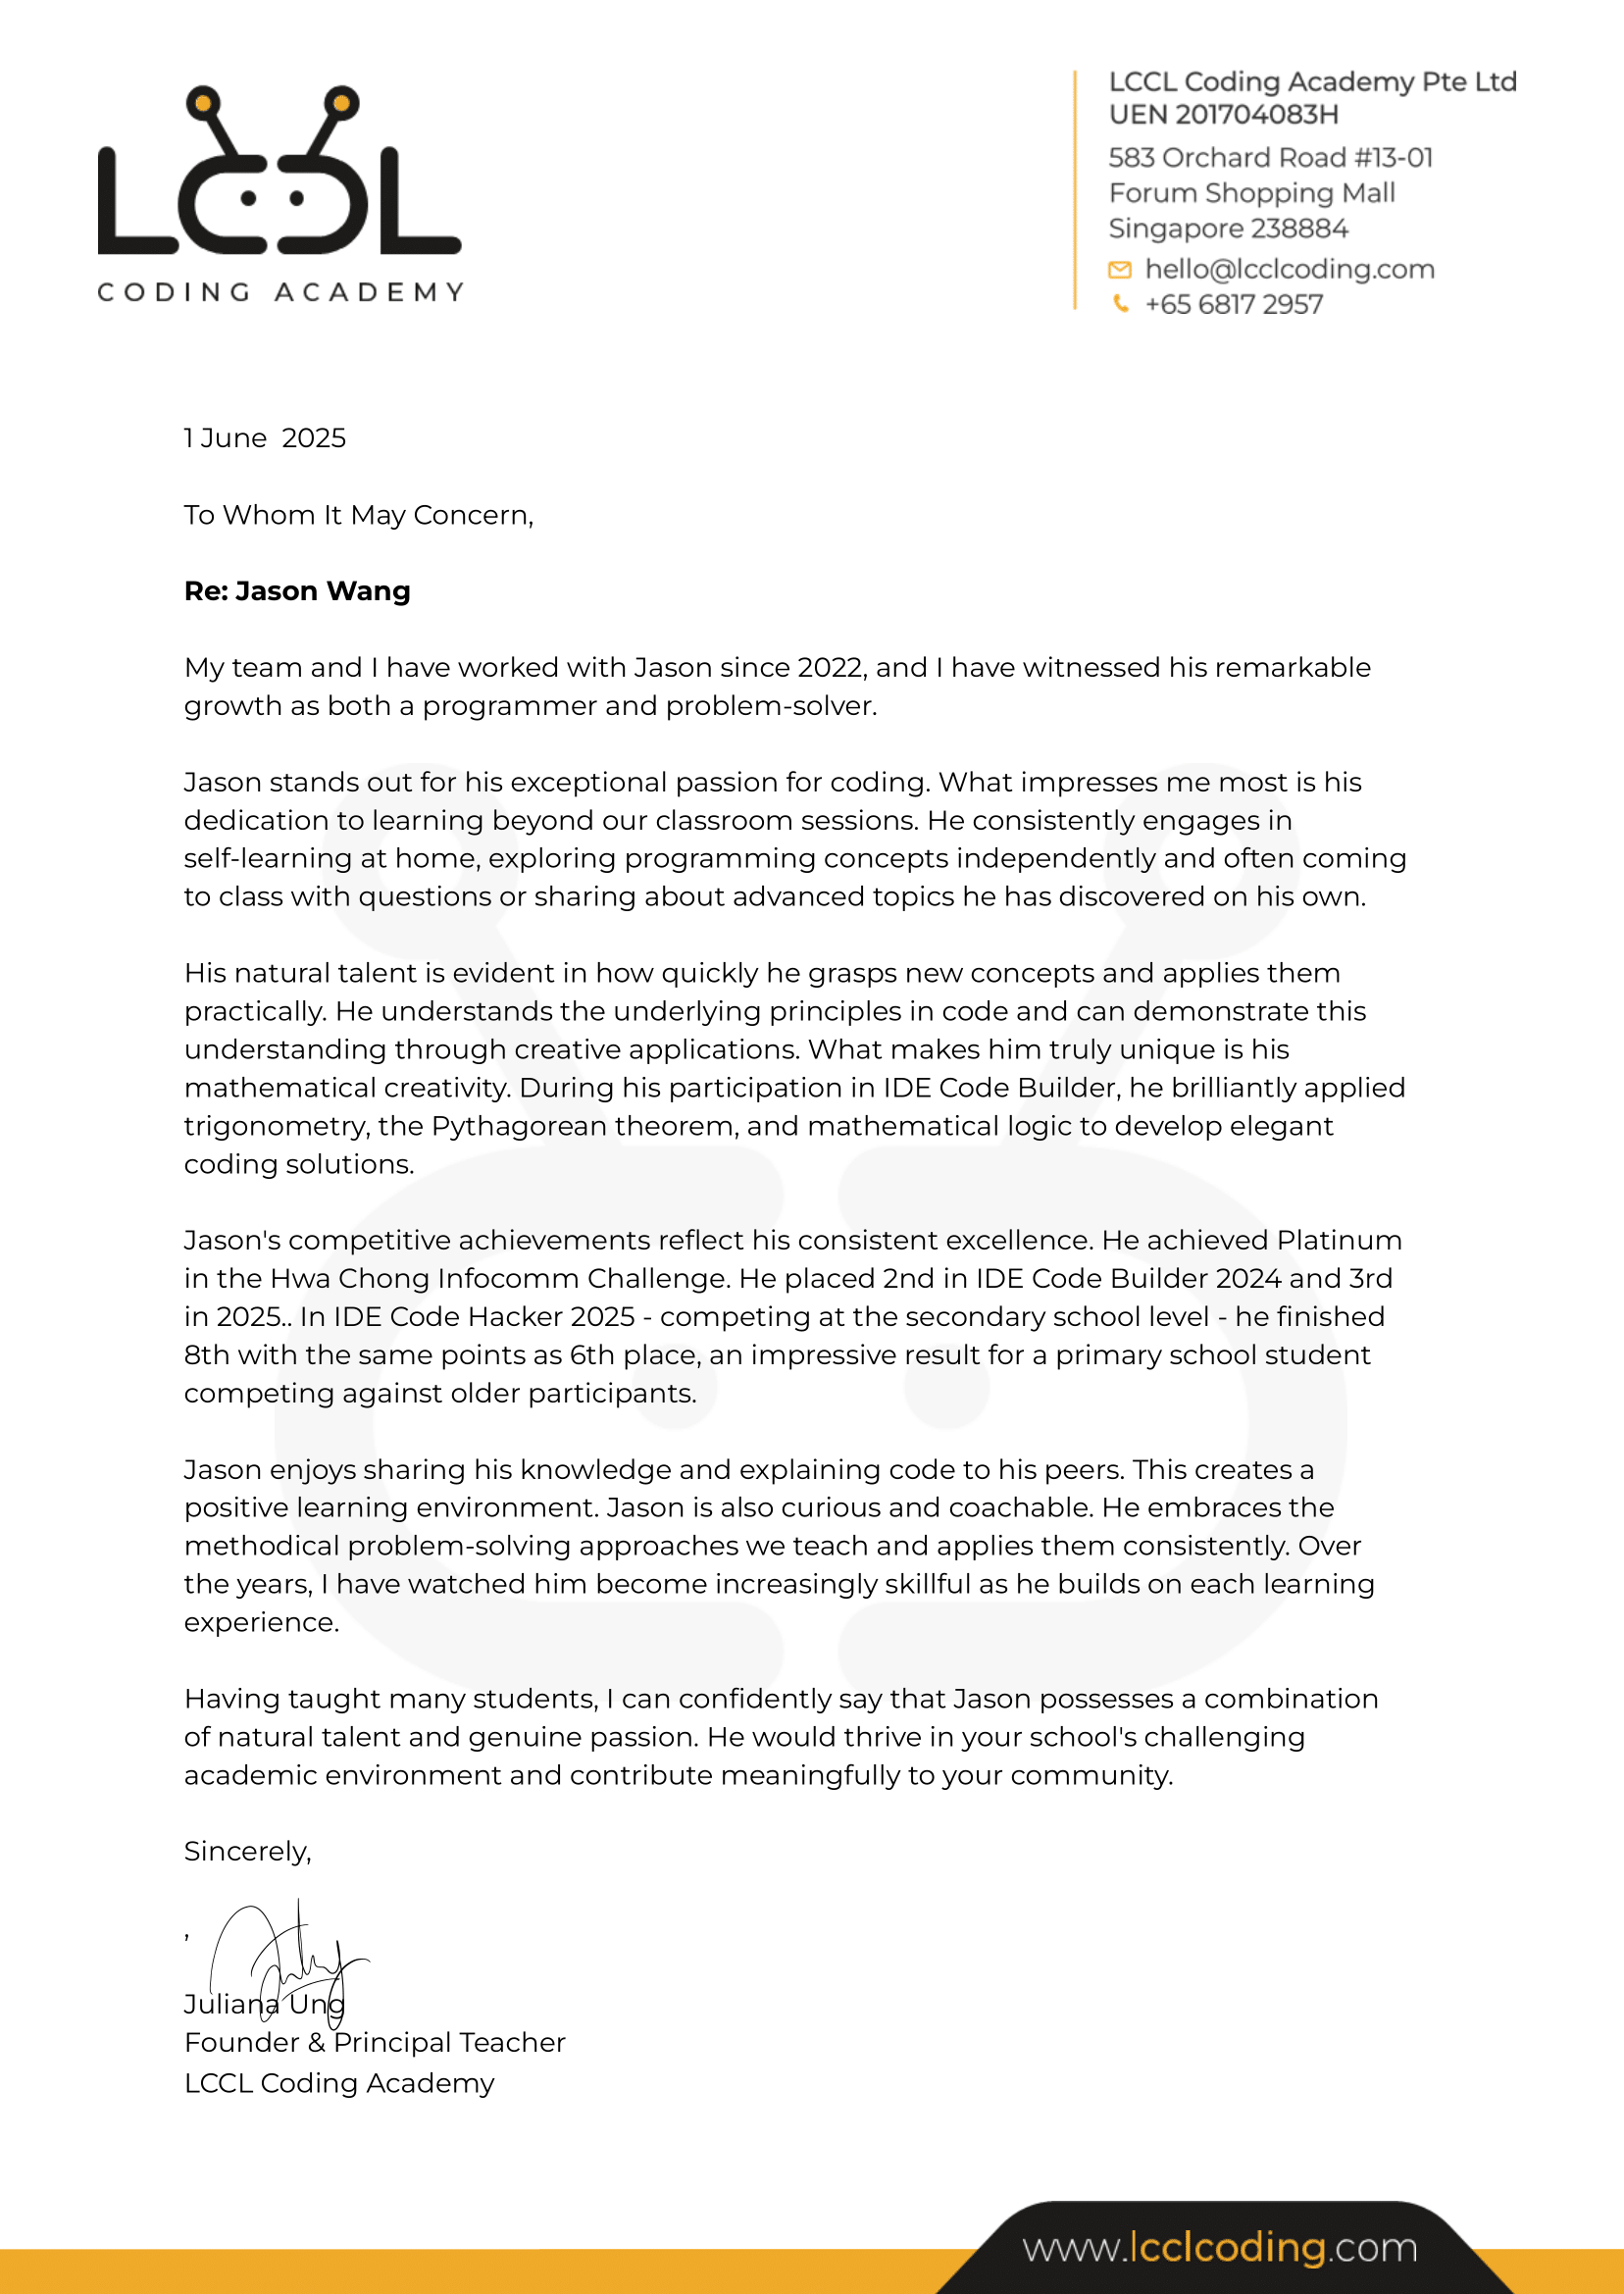 LCCL
CODING ACADEMY
LCCL Coding Academy Pte Ltd
UEN 201704083H
583 Orchard Road #13-01
Forum Shopping Mall
Singapore 238884
hello@lcclcoding.com
+65 6817 2957
1 June  2025
To Whom It May Concern,
Re: Jason Wang
My team and I have worked with Jason since 2022, and I have witnessed his remarkable
growth as both a programmer and problem-solver.
Jason stands out for his exceptional passion for coding. What impresses me most is his
dedication to learning beyond our classroom sessions. He consistently engages in
self-learning at home, exploring programming concepts independently and often coming
to class with questions or sharing about advanced topics he has discovered on his own.
His natural talent is evident in how quickly he grasps new concepts and applies them
practically. He understands the underlying principles in code and can demonstrate this
understanding through creative applications. What makes him truly unique is his
mathematical creativity. During his participation in IDE Code Builder, he brilliantly applied
trigonometry, the Pythagorean theorem, and mathematical logic to develop elegant
coding solutions.
Jason's competitive achievements reflect his consistent excellence. He achieved Platinum
in the Hwa Chong Infocomm Challenge. He placed 2nd in IDE Code Builder 2024 and 3rd
in 2025.. In IDE Code Hacker 2025 - competing at the secondary school level - he finished
8th with the same points as 6th place, an impressive result for a primary school student
competing against older participants.
Jason enjoys sharing his knowledge and explaining code to his peers. This creates a
positive learning environment. Jason is also curious and coachable. He embraces the
methodical problem-solving approaches we teach and applies them consistently. Over
the years, I have watched him become increasingly skillful as he builds on each learning
experience.
Having taught many students, I can confidently say that Jason possesses a combination
of natural talent and genuine passion. He would thrive in your school's challenging
academic environment and contribute meaningfully to your community.
Sincerely,
,
Juliana Ung
Founder & Principal Teacher
LCCL Coding Academy
www.lcclcoding.com